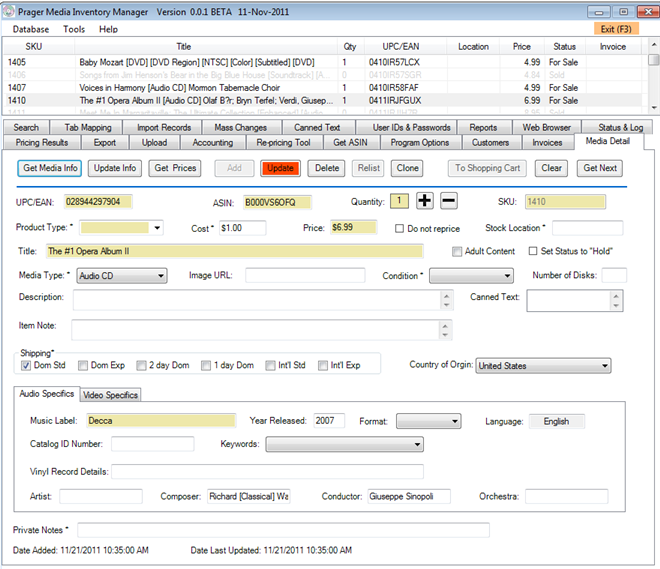 Prager Media Inventory Manager Version 0.0.1 BETA 11-Nov-2011
Database Tools Help Exit (F3)
SKU Title Qty UPC/EAN Location Price Status Invoice
1405 Baby Mozart [DVD] [DVD Region] [NTSC] [Color] [Subtitled] [DVD] 1 0410IR57LCX 4.99 For Sale
1406 Songs from Jim Henson's Bear in the Big Blue House [Soundtrack] [A... 0 0410IR57SGR 4.84 Sold
1407 Voices in Harmony [Audio CD] Mormon Tabernacle Choir 1 0410IR58FAF 4.99 For Sale
1410 The #1 Opera Album II [Audio CD] Olaf B?r; Bryn Terfel; Verdi, Giusep... 1 0411IRJFGUX 6.99 For Sale
Search Tab Mapping Import Records Mass Changes Canned Text User IDs & Passwords Reports Web Browser Status & Log
Pricing Results Export Upload Accounting Re-pricing Tool Get ASIN Program Options Customers Invoices Media Detail
Get Media Info Update Info Get Prices Add Update Delete Relist Clone To Shopping Cart Clear Get Next
UPC/EAN: 028944297904 ASIN: B000VS6OFQ Quantity: 1 SKU: 1410
Product Type: * Cost * $1.00 Price: $6.99 Do not reprice Stock Location: *
Title: The #1 Opera Album II Adult Content Set Status to "Hold"
Media Type: * Audio CD Image URL: Condition * Number of Disks:
Description: Canned Text:
Item Note:
Shipping*
Dom Std Dom Exp 2 day Dom 1 day Dom Int'l Std Int'l Exp Country of Orgin: United States
Audio Specifics Video Specifics
Music Label: Decca Year Released: 2007 Format: Language: English
Catalog ID Number: Keywords:
Vinyl Record Details:
Artist: Composer: Richard [Classical] Wa Conductor: Giuseppe Sinopoli Orchestra:
Private Notes *
Date Added: 11/21/2011 10:35:00 AM Date Last Updated: 11/21/2011 10:35:00 AM